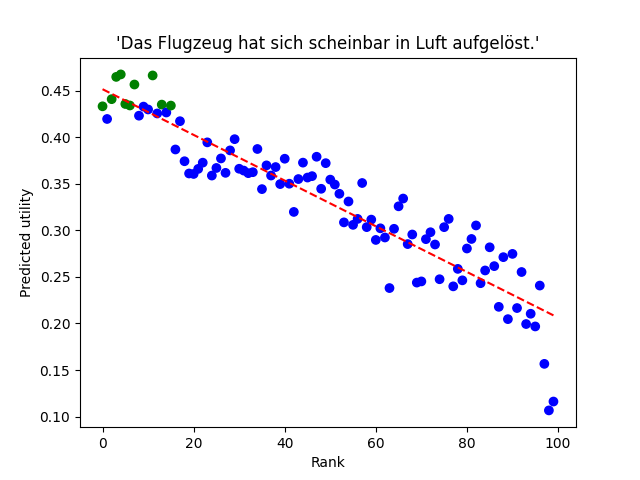 'Das Flugzeug hat sich scheinbar in Luft aufgelöst.'
0.45
0.40
0.35
0.30
0.25
0.20
0.15
0.10
Predicted utility
0 20 40 60 80 100
Rank